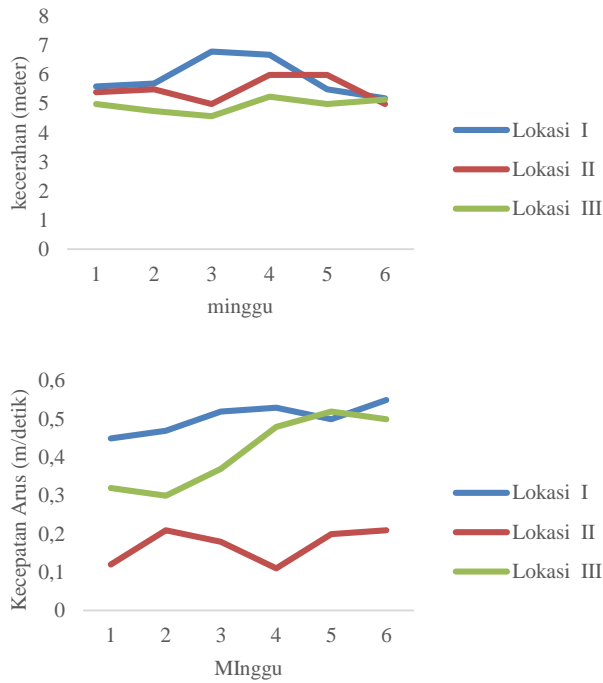 8
7
6
5
4
3
2
1
0
kecerahan (meter)
1 2 3 4 5 6
minggu
Lokasi I
Lokasi II
Lokasi III
0,6
0,5
0,4
0,3
0,2
0,1
0
Kecepatan Arus (m/detik)
1 2 3 4 5 6
MInggu
Lokasi I
Lokasi II
Lokasi III